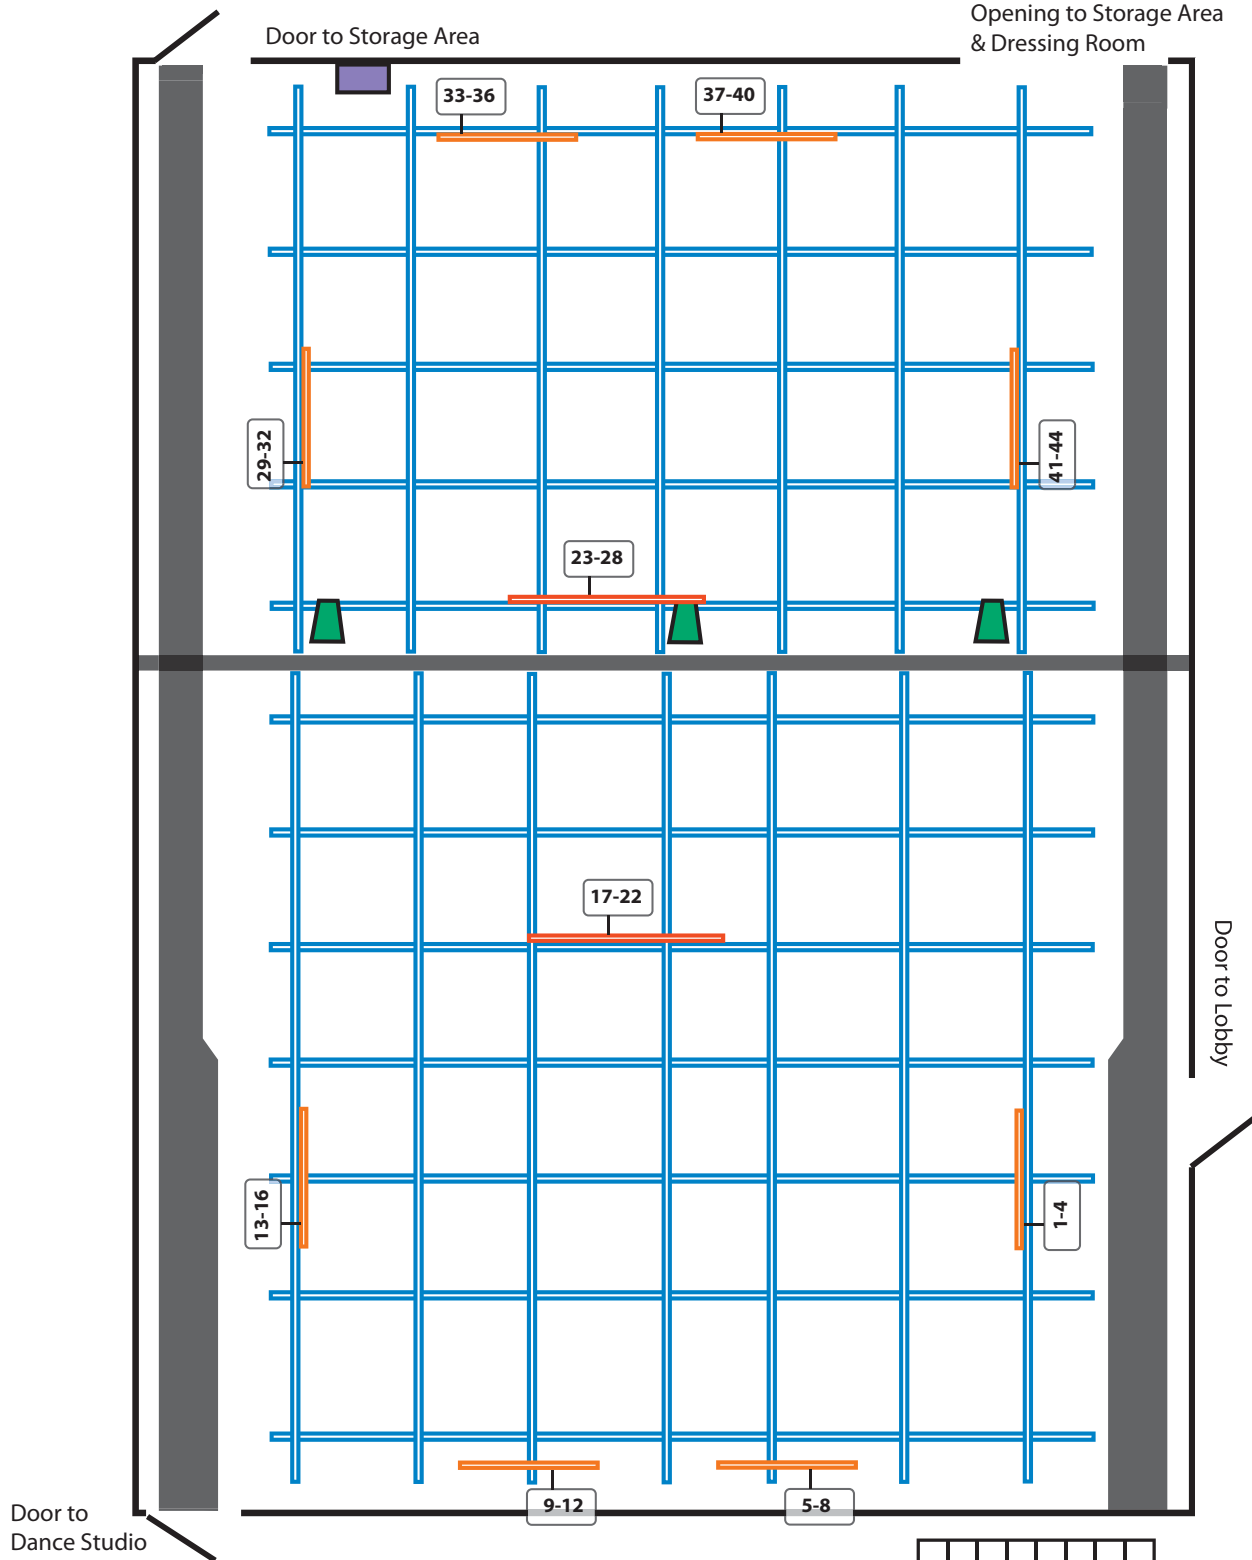 Opening to Storage Area
& Dressing Room
Door to Storage Area
33-36
37-40
29-32
41-44
23-28
17-22
Door to Lobby
13-16
1-4
9-12
5-8
Door to
Dance Studio